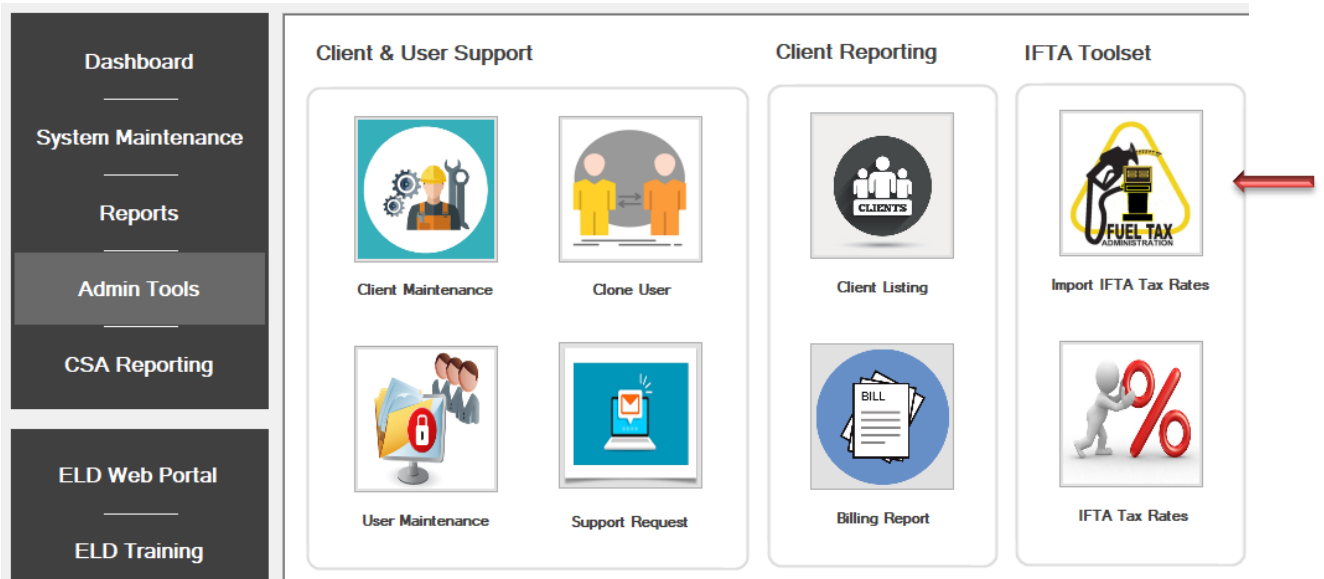 Dashboard
System Maintenance
Reports
Admin Tools
CSA Reporting
ELD Web Portal
ELD Training
Client & User Support
Client Maintenance
Clone User
User Maintenance
Support Request
Client Reporting
CLIENTS
Client Listing
BILL
Billing Report
IFTA Toolset
FUEL TAX
ADMINISTRATION
Import IFTA Tax Rates
%
IFTA Tax Rates